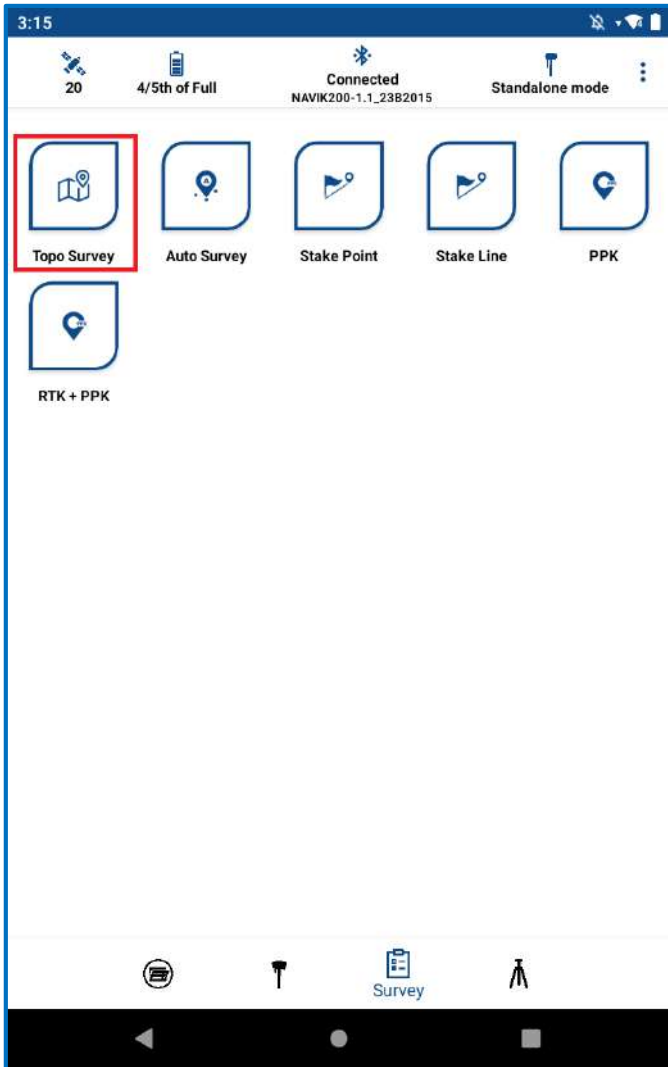 3:15
20
4/5th of Full
Connected
NAVIK200-1.1_23B2015
Standalone mode
Topo Survey
Auto Survey
Stake Point
Stake Line
PPK
RTK + PPK
Survey